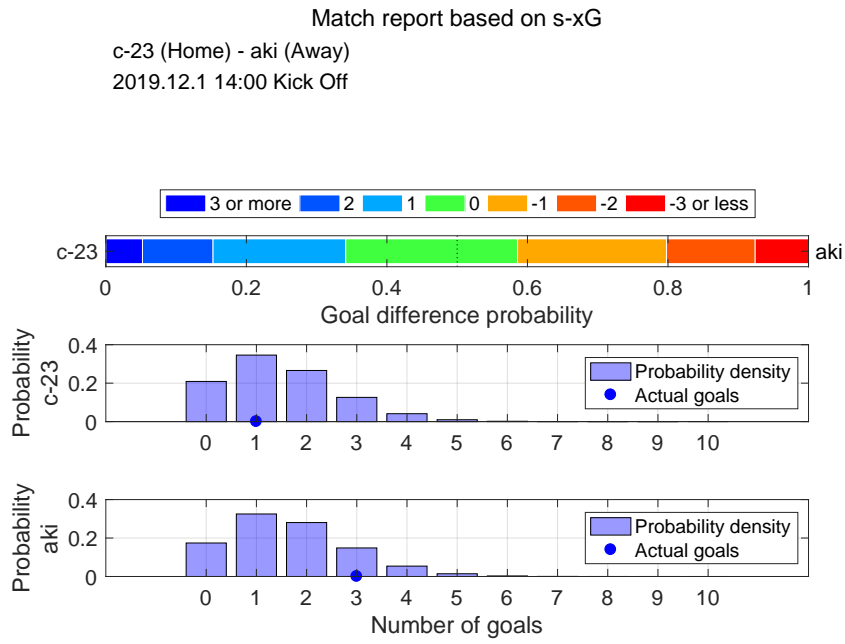 Match report based on s-xG
c-23 (Home) - aki (Away)
2019.12.1 14:00 Kick Off
3 or more 2 1 0 -1 -2 -3 or less
c-23 aki
0 0.2 0.4 0.6 0.8 1
Goal difference probability
Probability
c-23
0.4
0.2
0
Probability density
Actual goals
0 1 2 3 4 5 6 7 8 9 10
Probability
aki
0.4
0.2
0
Probability density
Actual goals
0 1 2 3 4 5 6 7 8 9 10
Number of goals